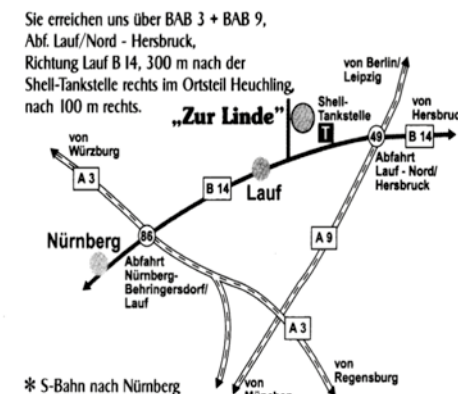 Sie erreichen uns über BAB 3 + BAB 9,
Abf. Lauf/Nord - Hersbruck,
Richtung Lauf B 14, 300 m nach der
Shell-Tankstelle rechts im Ortsteil Heuchling,
nach 100 m rechts.
von Berlin/
Leipzig
„Zur Linde”
Shell-
Tankstelle
T
von
Hersbruc
49
B 14
von
Würzburg
A 3
Abfahrt
Lauf - Nord/
Hersbruck
B 14
Lauf
A 9
Nürnberg
86
Abfahrt
Nürnberg-
Behringersdorf/
Lauf
A 3
von
Regensburg
von
München
* S-Bahn nach Nürnberg